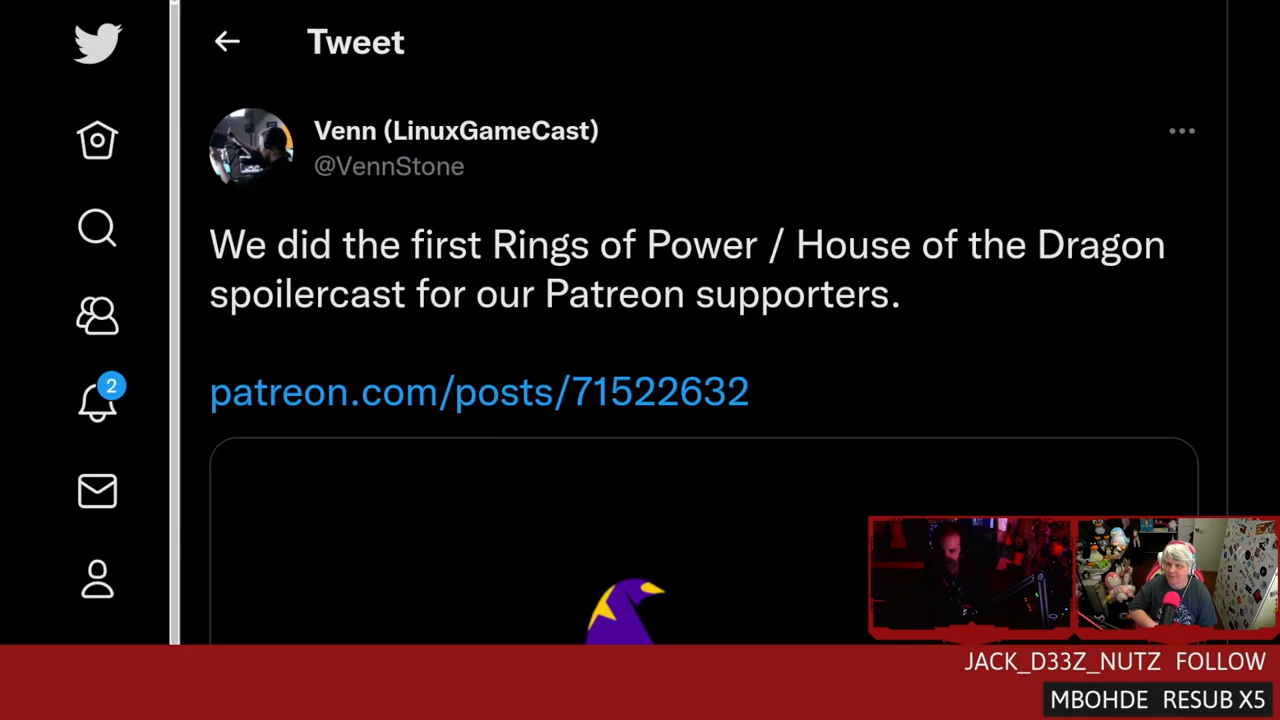 Tweet
Venn (LinuxGameCast)
@VennStone
We did the first Rings of Power / House of the Dragon
spoilercast for our Patreon supporters.
patreon.com/posts/71522632
2
JACK_D33Z_NUTZ FOLLOW
MBOHDE RESUB X5